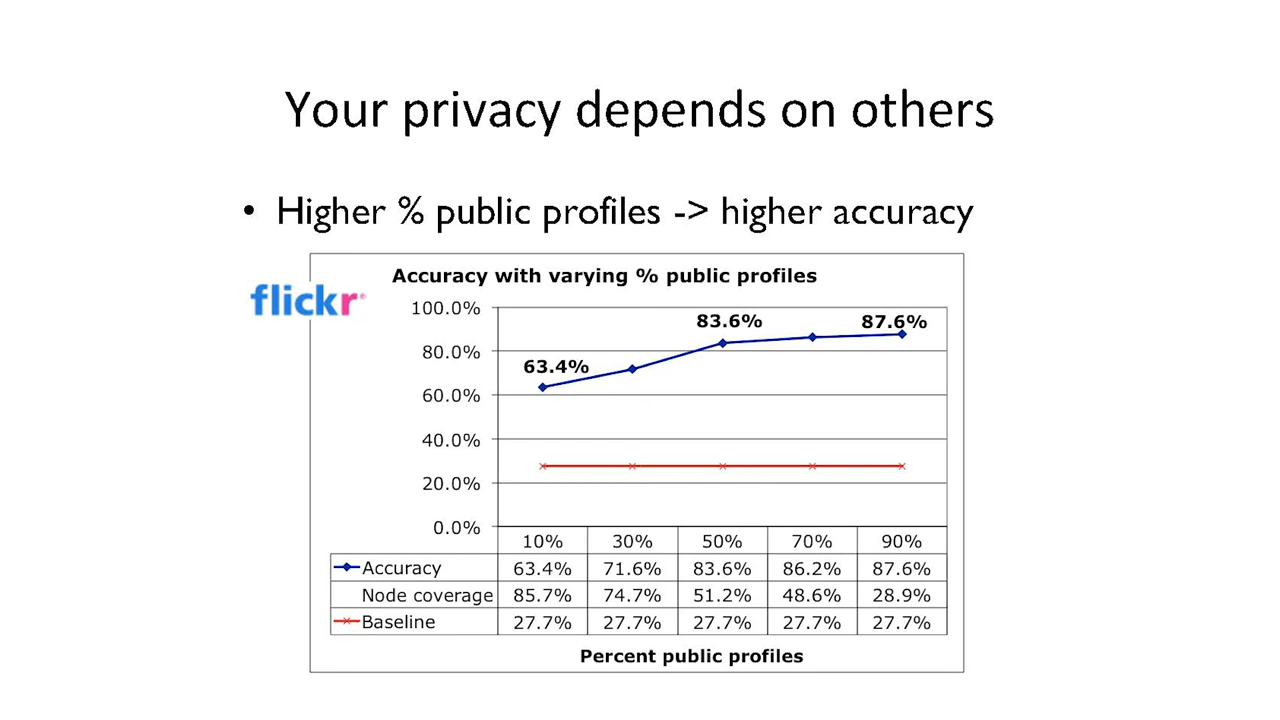 Your privacy depends on others
• Higher % public profiles -> higher accuracy
flickr
Accuracy with varying % public profiles
100.0%
80.0%
60.0%
40.0%
20.0%
0.0%
63.4%
83.6%
87.6%
10% 30% 50% 70% 90%
Accuracy 63.4% 71.6% 83.6% 86.2% 87.6%
Node coverage 85.7% 74.7% 51.2% 48.6% 28.9%
Baseline 27.7% 27.7% 27.7% 27.7% 27.7%
Percent public profiles